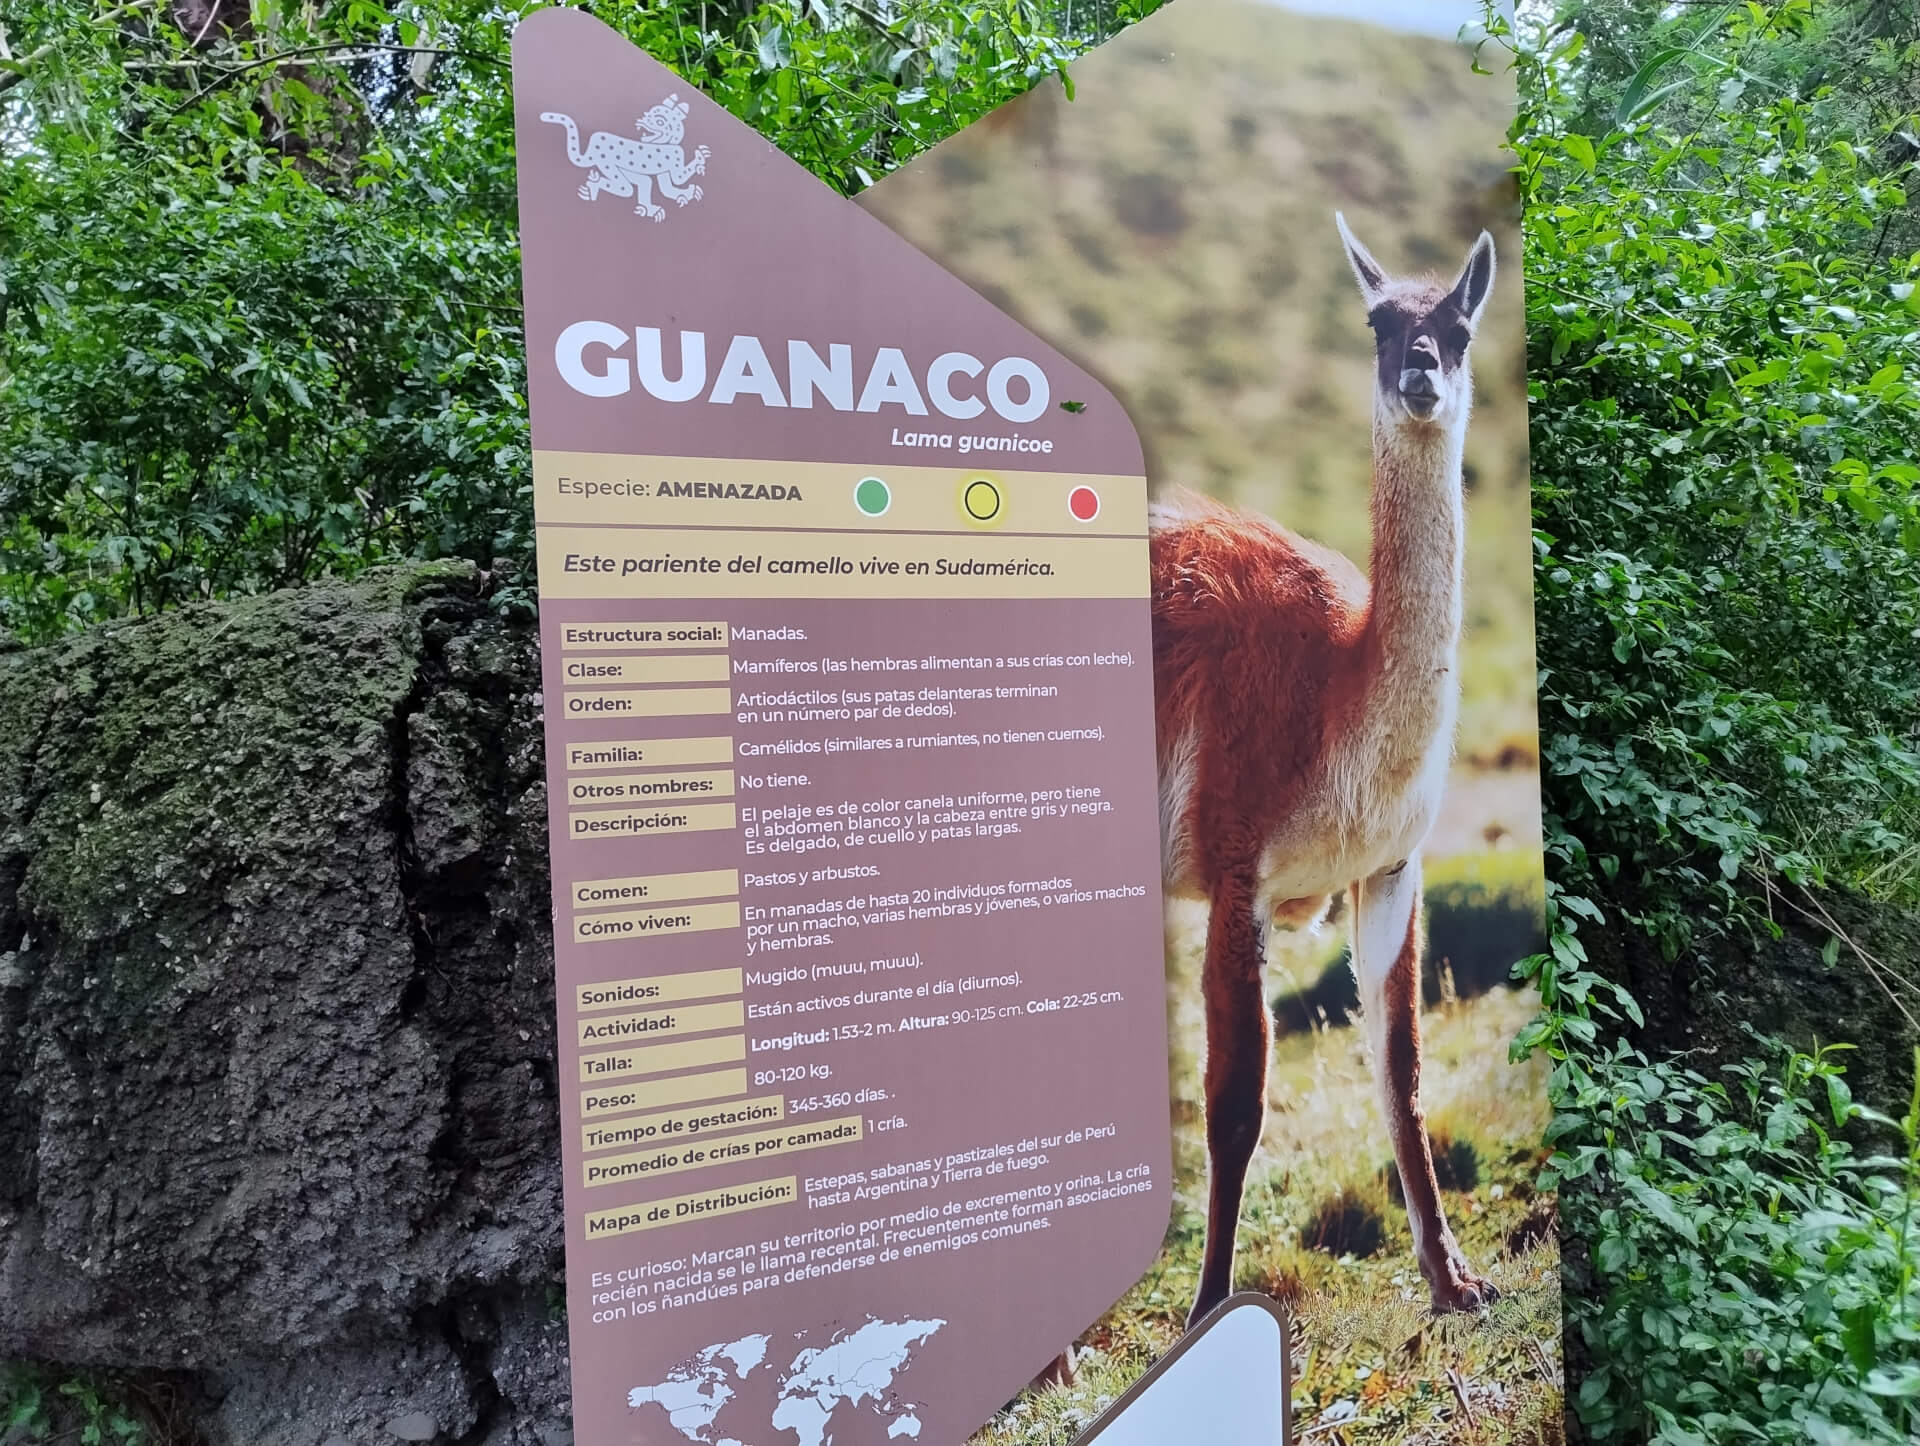 GUANACO
Lama guanicoe
Especie: AMENAZADA
Este pariente del camello vive en Sudamérica.
Estructura social: Manadas.
Clase: Mamíferos (las hembras alimentan a sus crías con leche).
Orden: Artiodáctilos (sus patas delanteras terminan
en un número par de dedos).
Familia: Camélidos (similares a rumiantes, no tienen cuernos).
Otros nombres: No tiene.
Descripción: El pelaje es de color canela uniforme, pero tiene
el abdomen blanco y la cabeza entre gris y negra.
Es delgado, de cuello y patas largas.
Comen: Pastos y arbustos.
Cómo viven: En manadas de hasta 20 individuos formados
por un macho, varias hembras y jóvenes, o varios machos
y hembras.
Sonidos: Mugido (muuu, muuu).
Actividad: Están activos durante el día (diurnos).
Talla: Longitud: 1.53-2 m. Altura: 90-125 cm. Cola: 22-25 cm.
Peso: 80-120 kg.
Tiempo de gestación: 345-360 días. .
Promedio de crías por camada: 1 cría.
Mapa de Distribución: Estepas, sabanas y pastizales del sur de Perú
hasta Argentina y Tierra de fuego.
Es curioso: Marcan su territorio por medio de excremento y orina. La cría
recién nacida se le llama recental. Frecuentemente forman asociaciones
con los ñandúes para defenderse de enemigos comunes.